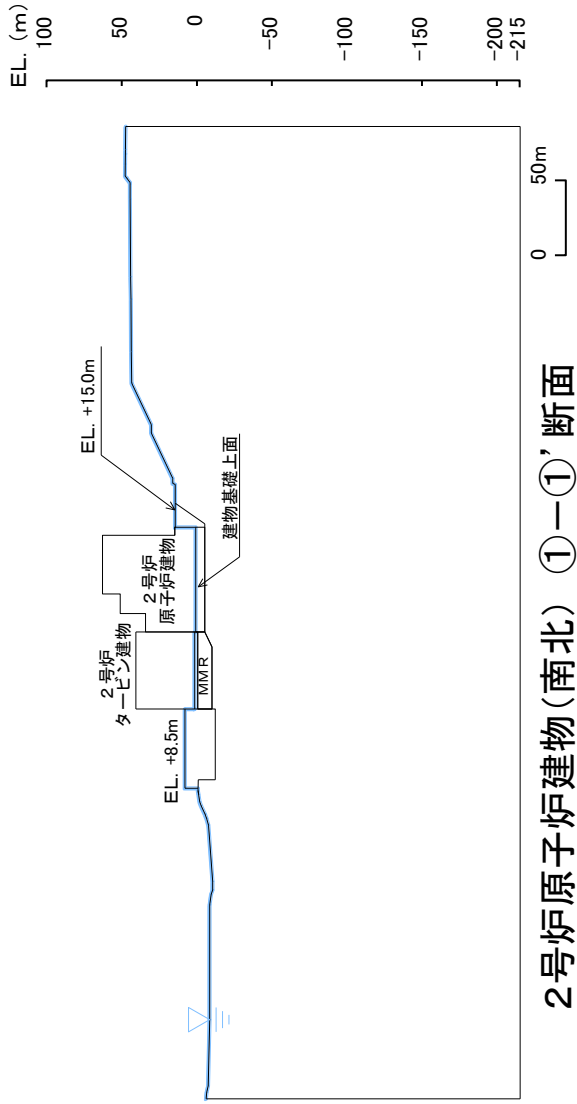 EL. (m)
100
50
0
-50
-100
-150
-200
-215
EL. +15.0m
2号炉
原子炉建物
2号炉
タービン建物
建物基礎上面
MMR
EL. +8.5m
0
50m
2号炉原子炉建物(南北) ①ー①’断面